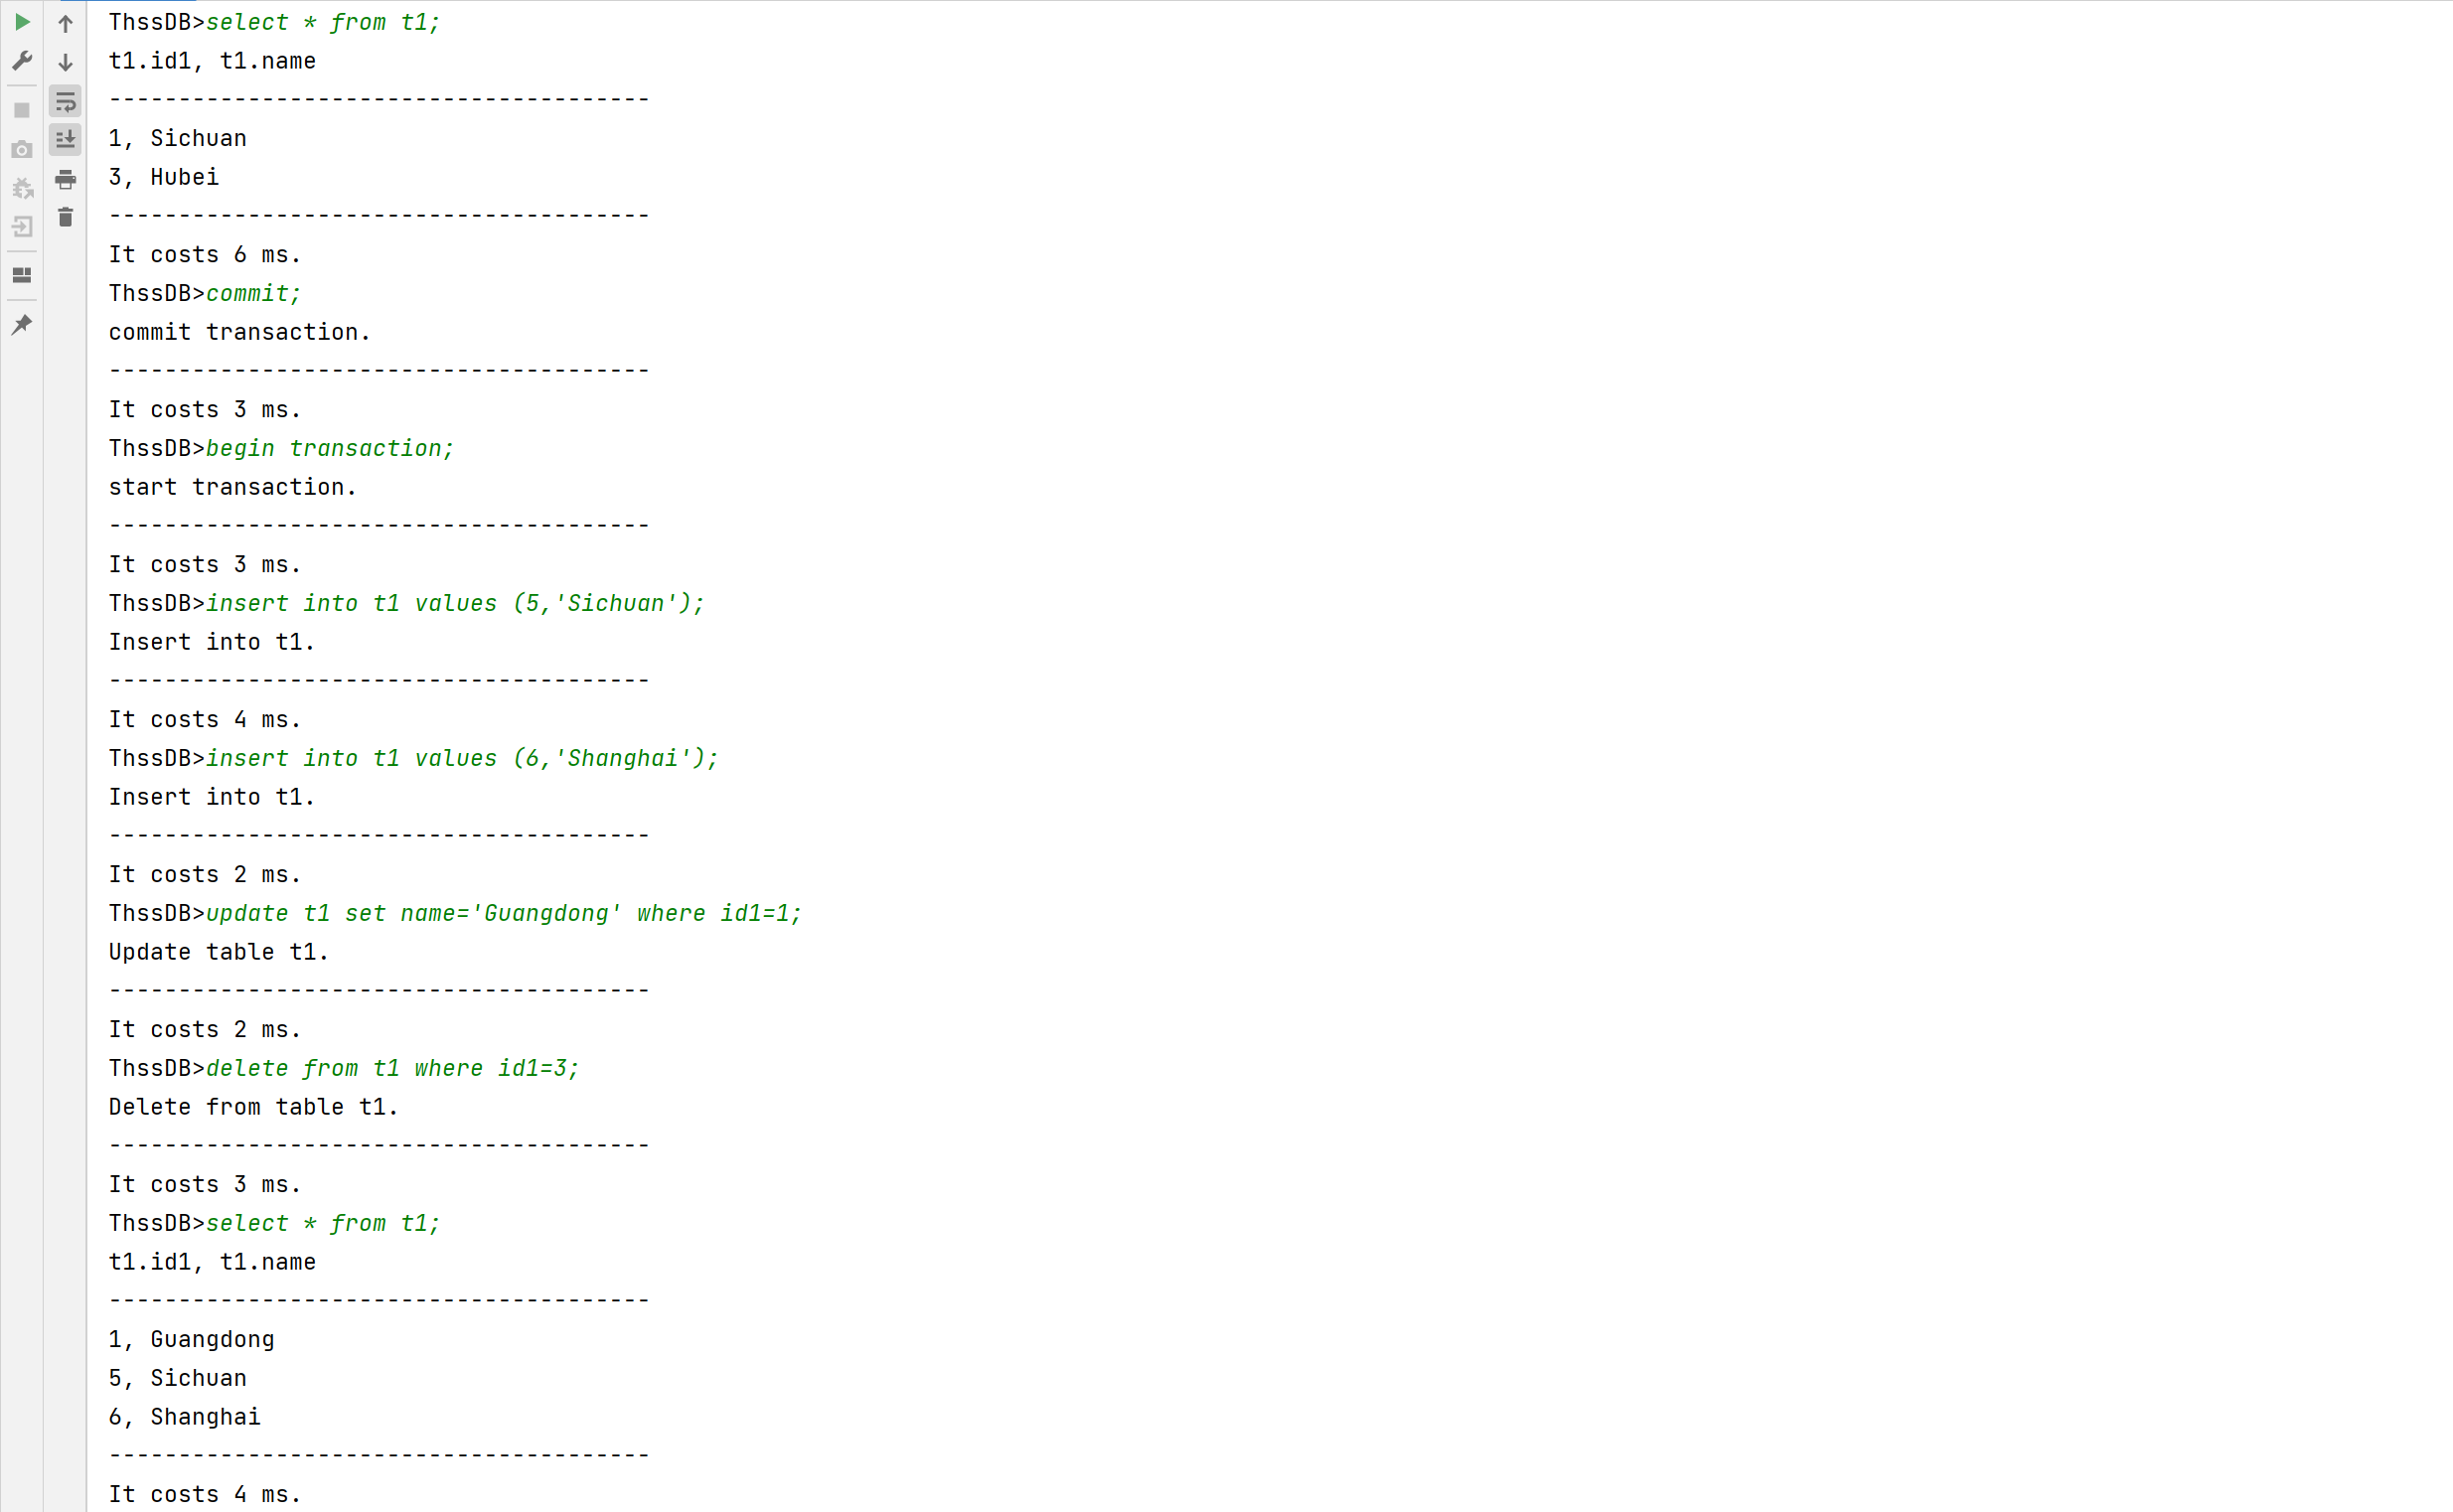 ThssDB>select * from t1;
t1.id1, t1.name
---------------------------------------
1, Sichuan
3, Hubei
---------------------------------------
It costs 6 ms.
ThssDB>commit;
commit transaction.
---------------------------------------
It costs 3 ms.
ThssDB>begin transaction;
start transaction.
---------------------------------------
It costs 3 ms.
ThssDB>insert into t1 values (5,'Sichuan');
Insert into t1.
---------------------------------------
It costs 4 ms.
ThssDB>insert into t1 values (6,'Shanghai');
Insert into t1.
---------------------------------------
It costs 2 ms.
ThssDB>update t1 set name='Guangdong' where id1=1;
Update table t1.
---------------------------------------
It costs 2 ms.
ThssDB>delete from t1 where id1=3;
Delete from table t1.
---------------------------------------
It costs 3 ms.
ThssDB>select * from t1;
t1.id1, t1.name
---------------------------------------
1, Guangdong
5, Sichuan
6, Shanghai
---------------------------------------
It costs 4 ms.